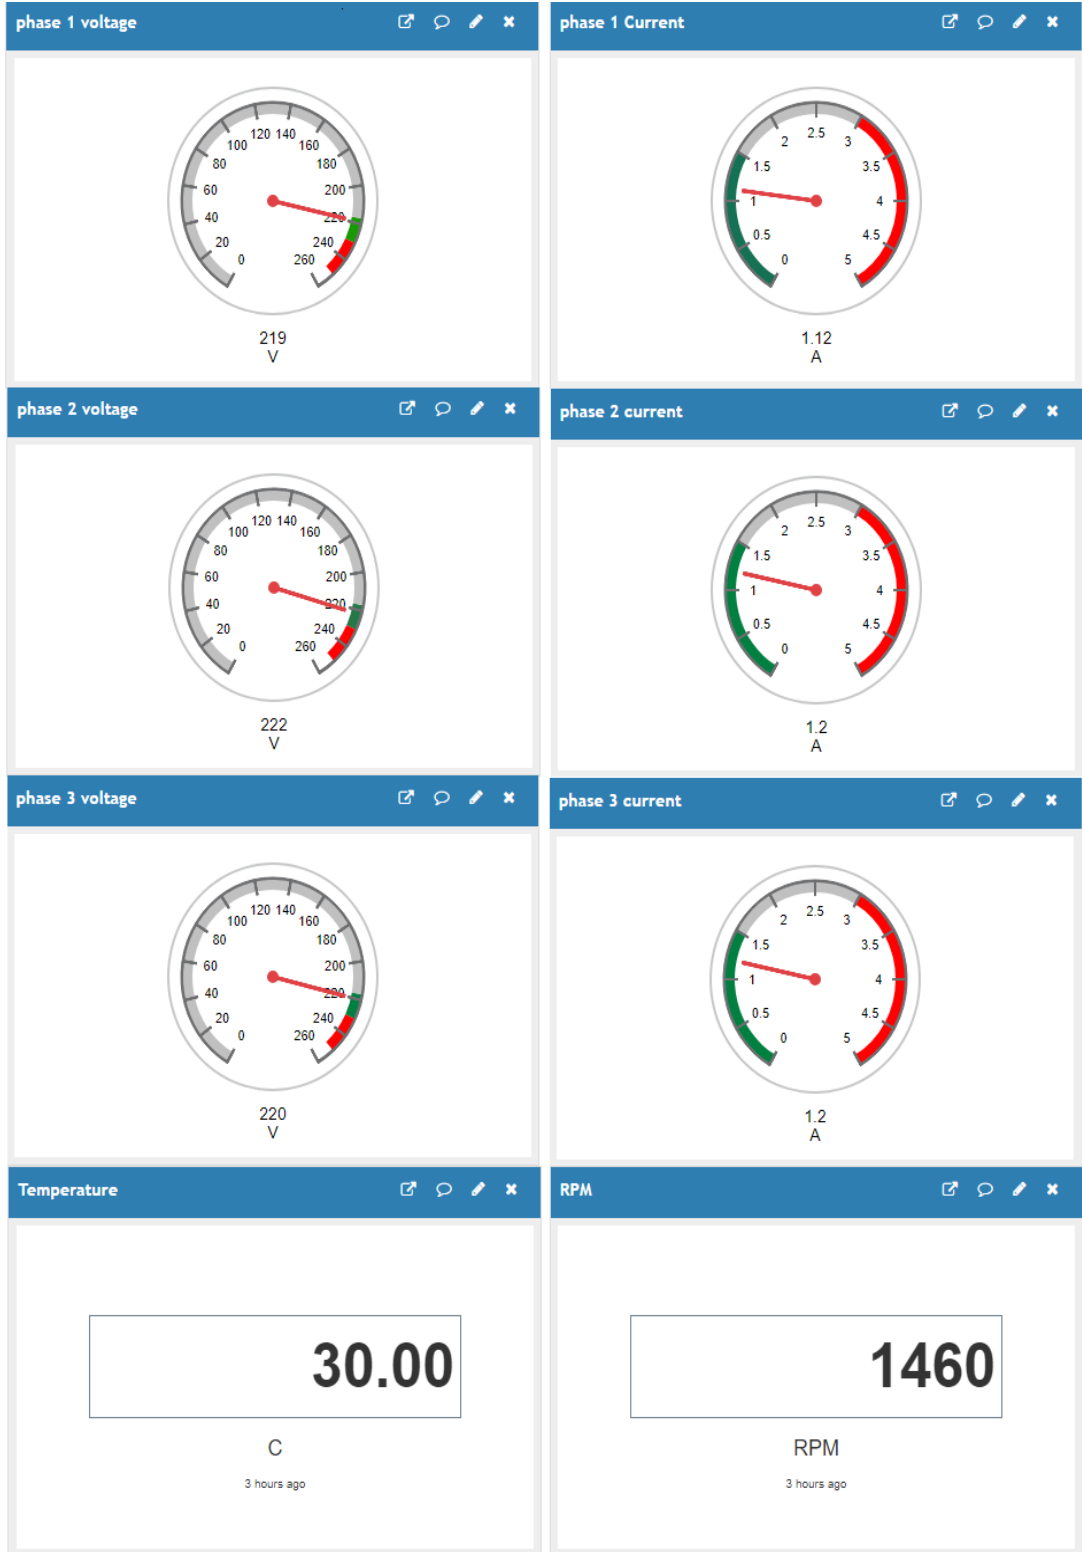 phase 1 voltage
0 20 40 60 80 100 120 140 160 180 200 220 240 260
219
V
phase 1 Current
0 0.5 1 1.5 2 2.5 3 3.5 4 4.5 5
1.12
A
phase 2 voltage
0 20 40 60 80 100 120 140 160 180 200 220 240 260
222
V
phase 2 current
0 0.5 1 1.5 2 2.5 3 3.5 4 4.5 5
1.2
A
phase 3 voltage
0 20 40 60 80 100 120 140 160 180 200 220 240 260
220
V
phase 3 current
0 0.5 1 1.5 2 2.5 3 3.5 4 4.5 5
1.2
A
Temperature
30.00
C
3 hours ago
RPM
1460
RPM
3 hours ago